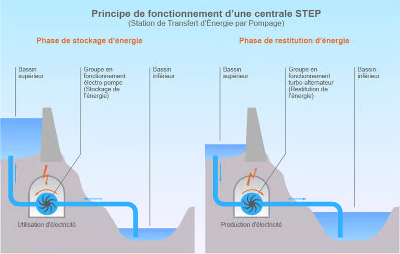 Principe de fonctionnement d'une centrale STEP
(Station de Transfert d'Energie par Pompage)
Phase de stockage d'énergie
Bassin
supérieur
Groupe en
fonctionnement
électro pompe
(Stockage de
l'énergie)
Bassin
inférieur
Utilisation d'électricité
Phase de restitution d'énergie
Bassin
supérieur
Groupe en
fonctionnement
turbo alternateur
(Restitution de
l'énergie)
Bassin
inférieur
Production d'électricité